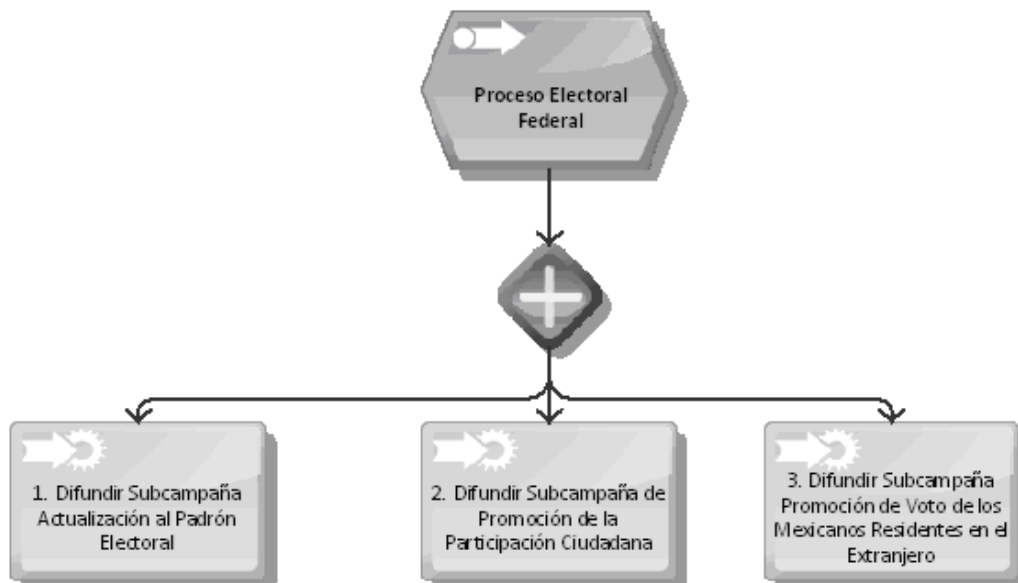 Proceso Electoral
Federal
1. Difundir Subcampaña
Actualización al Padrón
Electoral
2. Difundir Subcampaña de
Promoción de la
Participación Ciudadana
3. Difundir Subcampaña
Promoción de Voto de los
Mexicanos Residentes en el
Extranjero